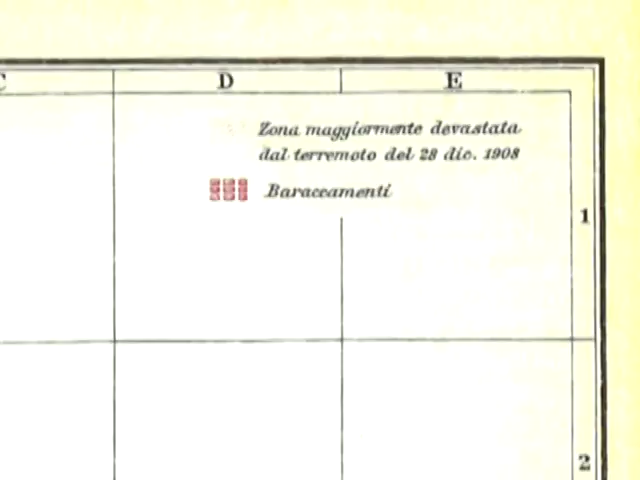 C D E
Zona maggiormente devastata
dal terremoto del 28 dic. 1908
Baraccamenti
1
2